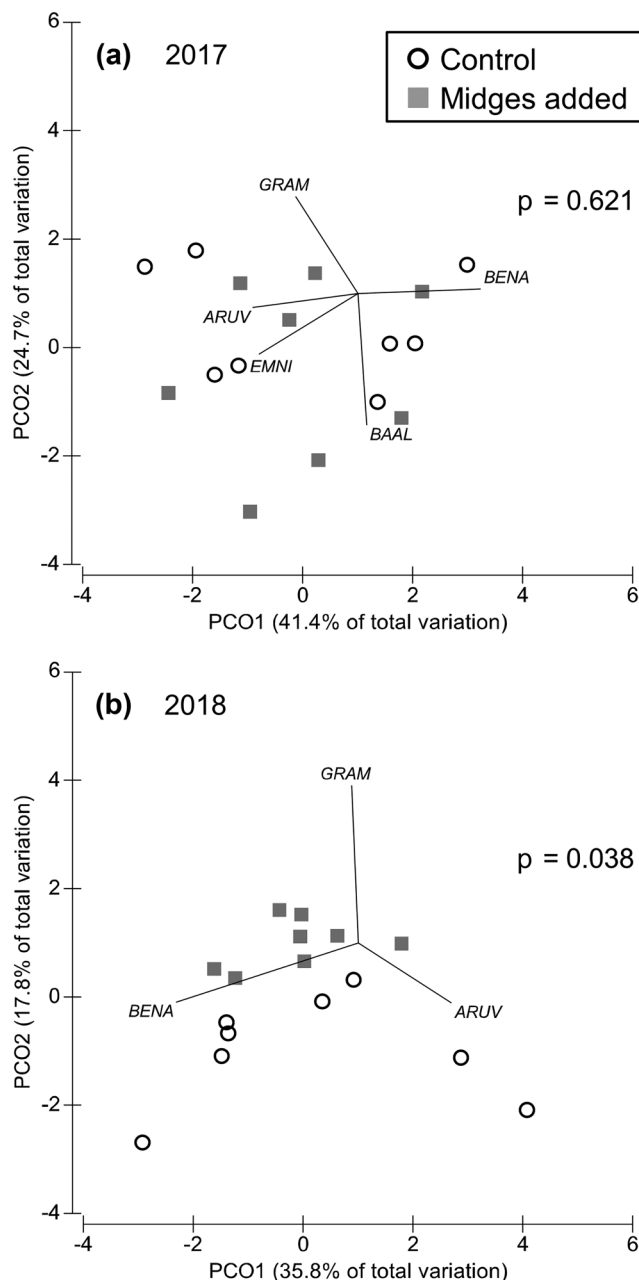 6
(a) 2017
Control
Midges added
4
GRAM
p = 0.621
2
BENA
ARUV
PCO2 (24.7% of total variation)
0
EMNI
BAAL
-2
-4
-4 -2 0 2 4 6
PCO1 (41.4% of total variation)
6
(b) 2018
4
GRAM
p = 0.038
2
PCO2 (17.8% of total variation)
0
BENA
ARUV
-2
-4
-4 -2 0 2 4 6
PCO1 (35.8% of total variation)